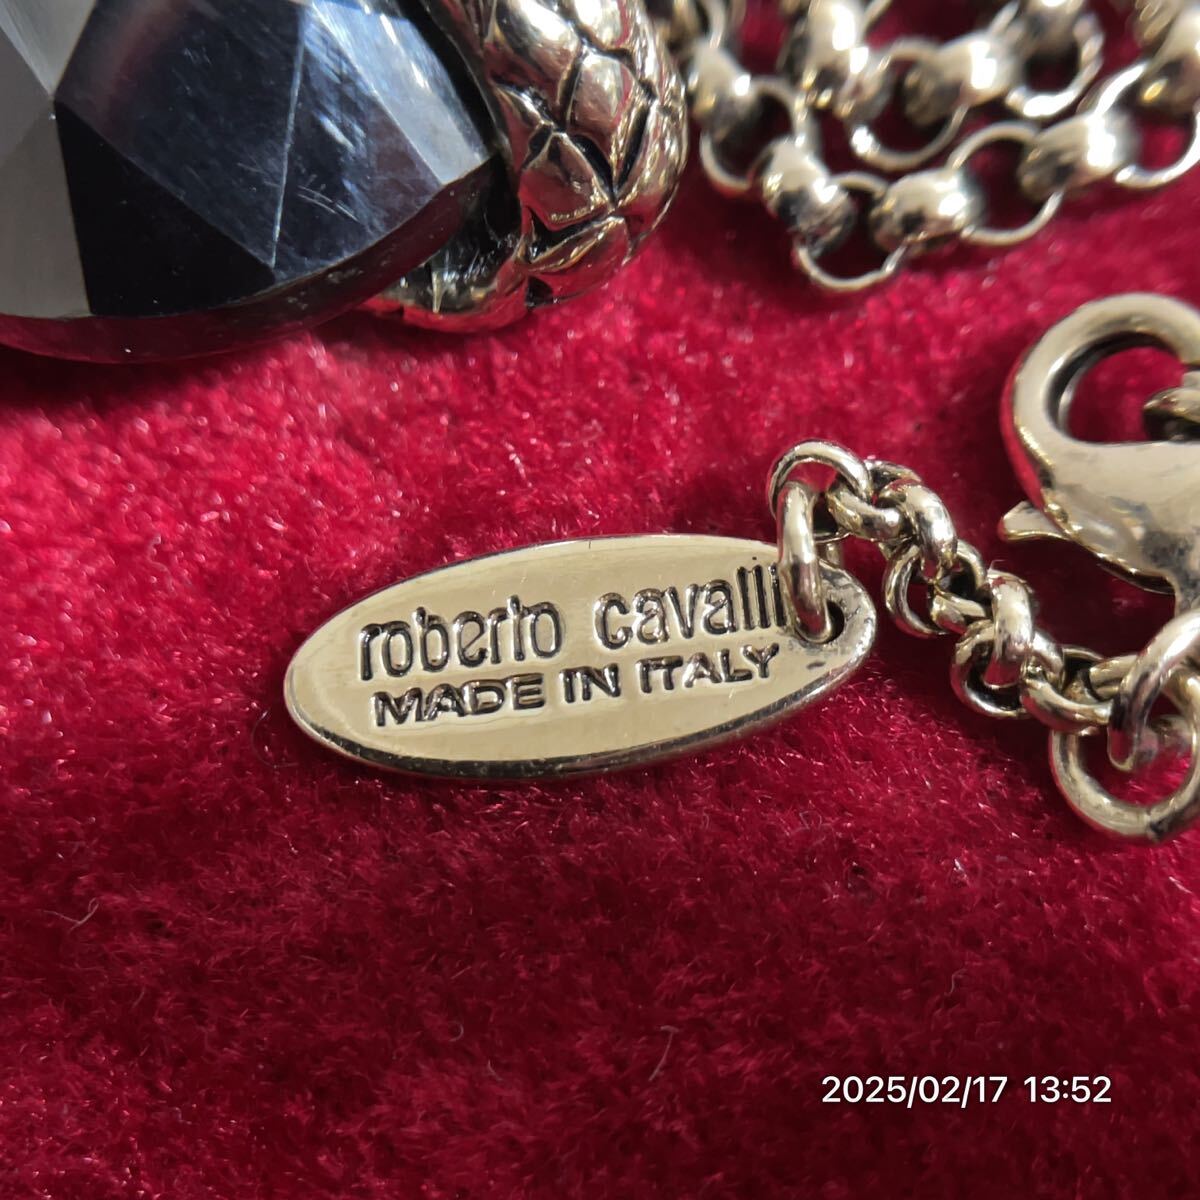 roberto cavalli
MADE IN ITALY
2025/02/17 13:52